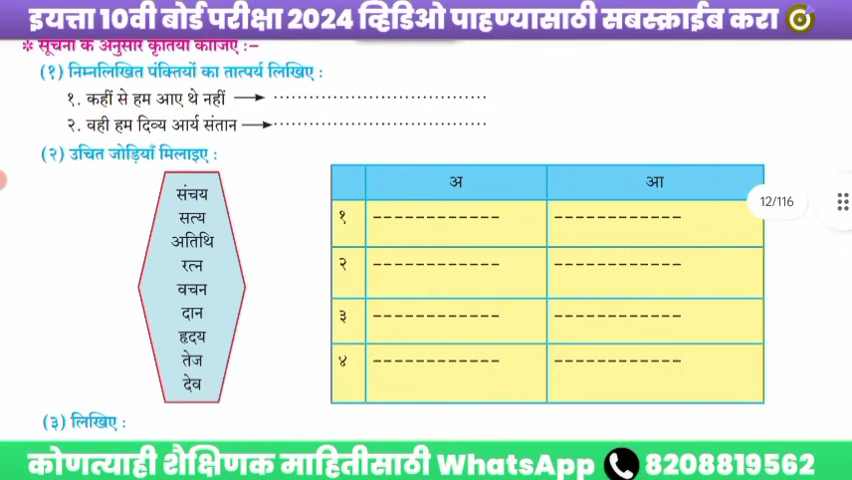 इयत्ता 10वी बोर्ड परीक्षा 2024 व्हिडिओ पाहण्यासाठी सबस्क्राईब करा
* सूचना के अनुसार कृतियाँ कीजिए :–
(१) निम्नलिखित पंक्तियों का तात्पर्य लिखिए :
१. कहीं से हम आए थे नहीं → ....................................
२. वही हम दिव्य आर्य संतान → ....................................
(२) उचित जोड़ियाँ मिलाइए :
संचय
सत्य
अतिथि
रत्न
वचन
दान
हृदय
तेज
देव
अ आ
१ ------------ ------------
२ ------------ ------------
३ ------------ ------------
४ ------------ ------------
12/116
(३) लिखिए :
कोणत्याही शैक्षिणक माहितीसाठी WhatsApp 8208819562